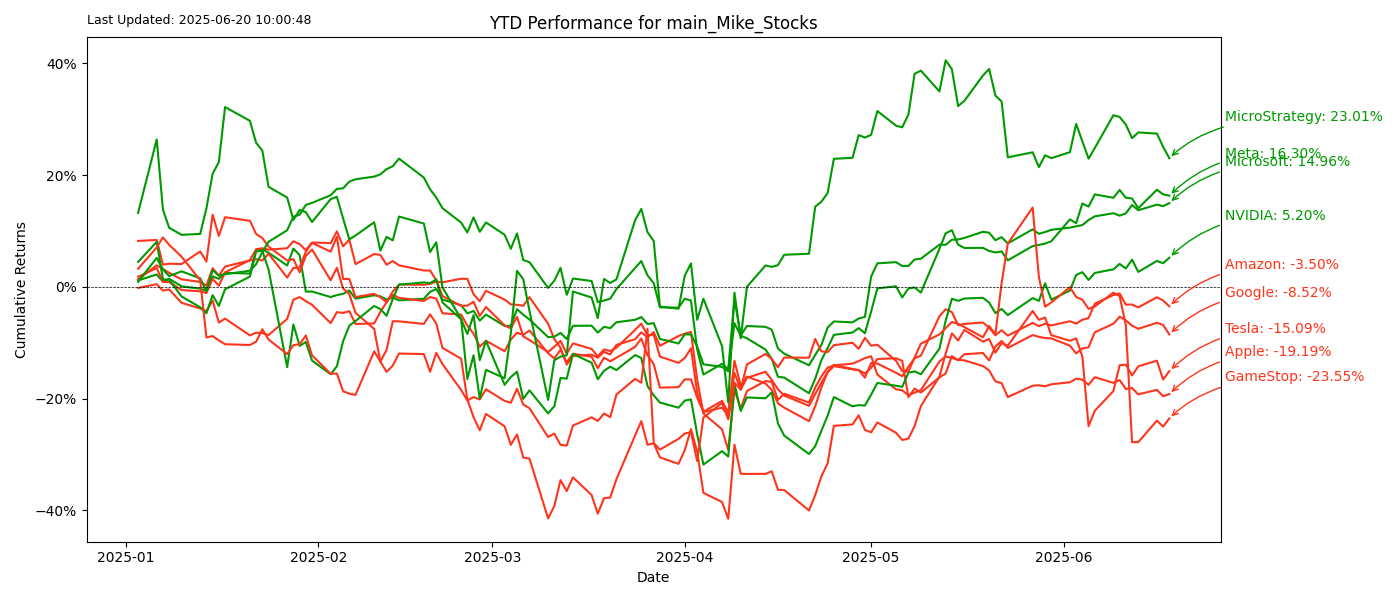 Last Updated: 2025-06-20 10:00:48
YTD Performance for main_Mike_Stocks
Cumulative Returns
40%
20%
0%
−20%
−40%
2025-01
2025-02
2025-03
2025-04
2025-05
2025-06
Date
MicroStrategy: 23.01%
Meta: 16.30%
Microsoft: 14.96%
NVIDIA: 5.20%
Amazon: -3.50%
Google: -8.52%
Tesla: -15.09%
Apple: -19.19%
GameStop: -23.55%